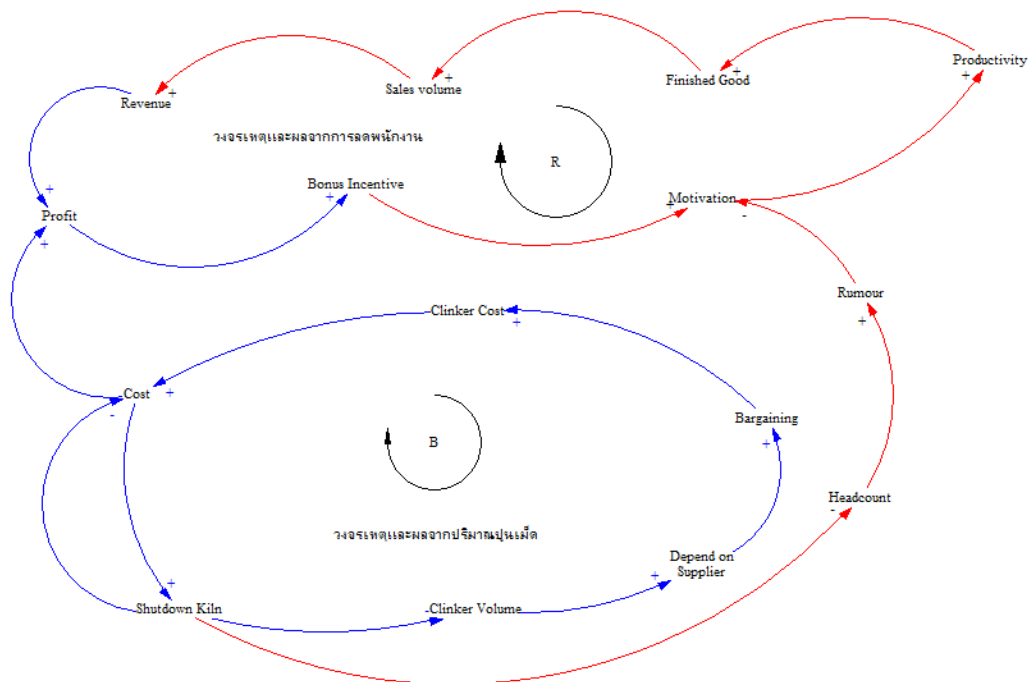 Productivity
+
+
Finished Good
+
Sales volume
+
Revenue
+
วงจรเหตุและผลจากการลดพนักงาน
R
Bonus Incentive
+
Motivation
+
-
Profit
+
+
Rumour
+
Clinker Cost
+
Cost
+
-
Bargaining
+
B
Headcount
-
วงจรเหตุและผลจากปริมาณปูนเม็ด
Depend on
Supplier
+
Shutdown Kiln
+
-Clinker Volume